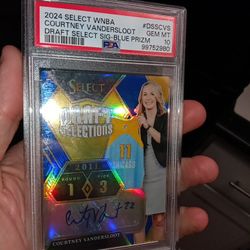 2024 SELECT WNBA #DSSCVS
COURTNEY VANDERSLOOT GEM MT
DRAFT SELECT SIG-BLUE PRIZM 10
PSA 99752980
SELECT
DRAFT
SELECTIONS
11
2011
ROUND PICK
1 3
COURTNEY VANDERSLOOT